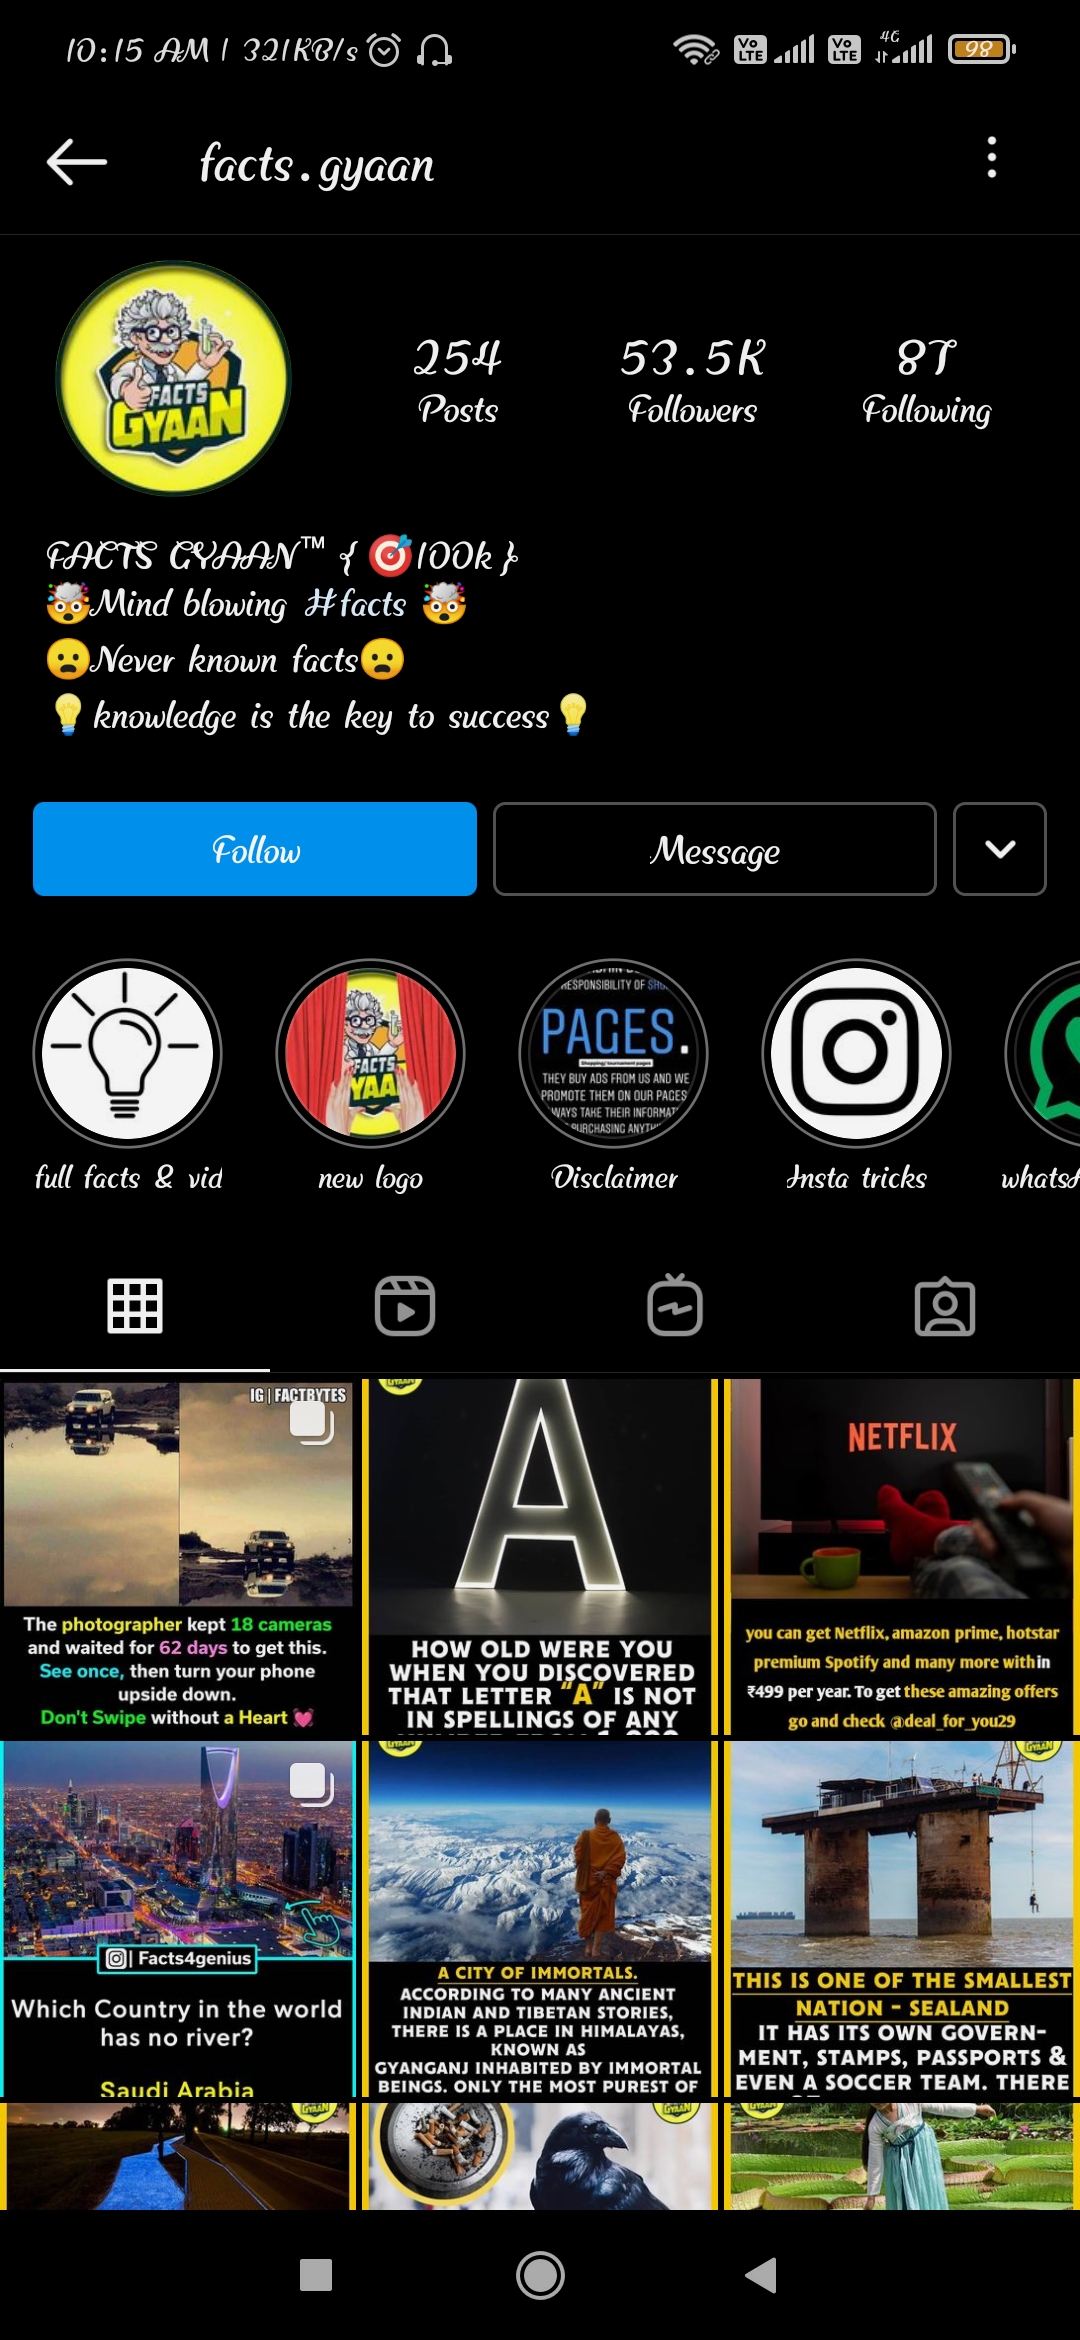 10:15 AM | 321KB/s
Vo LTE Vo LTE 4G 98
facts.gyaan
FACTS
GYAAN
254 53.5K 87
Posts Followers Following
FACTS GYAAN™ { 🎯100k }
🤯Mind blowing #facts 🤯
😦Never known facts😦
💡knowledge is the key to success💡
Follow Message
RESPONSIBILITY OF
PAGES.
THEY BUY ADS FROM US AND WE
PROMOTE THEM ON OUR PAGES
TAKE THEIR
PURCHASING
FACTS
full facts & vid new logo Disclaimer Insta tricks
IG | FACTBYTES
The photographer kept 18 cameras
and waited for 62 days to get this.
See once, then turn your phone
upside down.
Don't Swipe without a Heart 💓
A
HOW OLD WERE YOU
WHEN YOU DISCOVERED
THAT LETTER “A” IS NOT
IN SPELLINGS OF ANY
NETFLIX
you can get Netflix, amazon prime, hotstar
premium Spotify and many more with in
₹499 per year. To get these amazing offers
go and check @deal_for_you29
| Facts4genius
Which Country in the world
has no river?
Saudi Arabia
A CITY OF IMMORTALS.
ACCORDING TO MANY ANCIENT
INDIAN AND TIBETAN STORIES,
THERE IS A PLACE IN HIMALAYAS,
KNOWN AS
GYANGANJ INHABITED BY IMMORTAL
BEINGS. ONLY THE MOST PUREST OF
GYAAN
THIS IS ONE OF THE SMALLEST
NATION - SEALAND
IT HAS ITS OWN GOVERN-
MENT, STAMPS, PASSPORTS &
EVEN A SOCCER TEAM. THERE
GYAAN
GYAAN